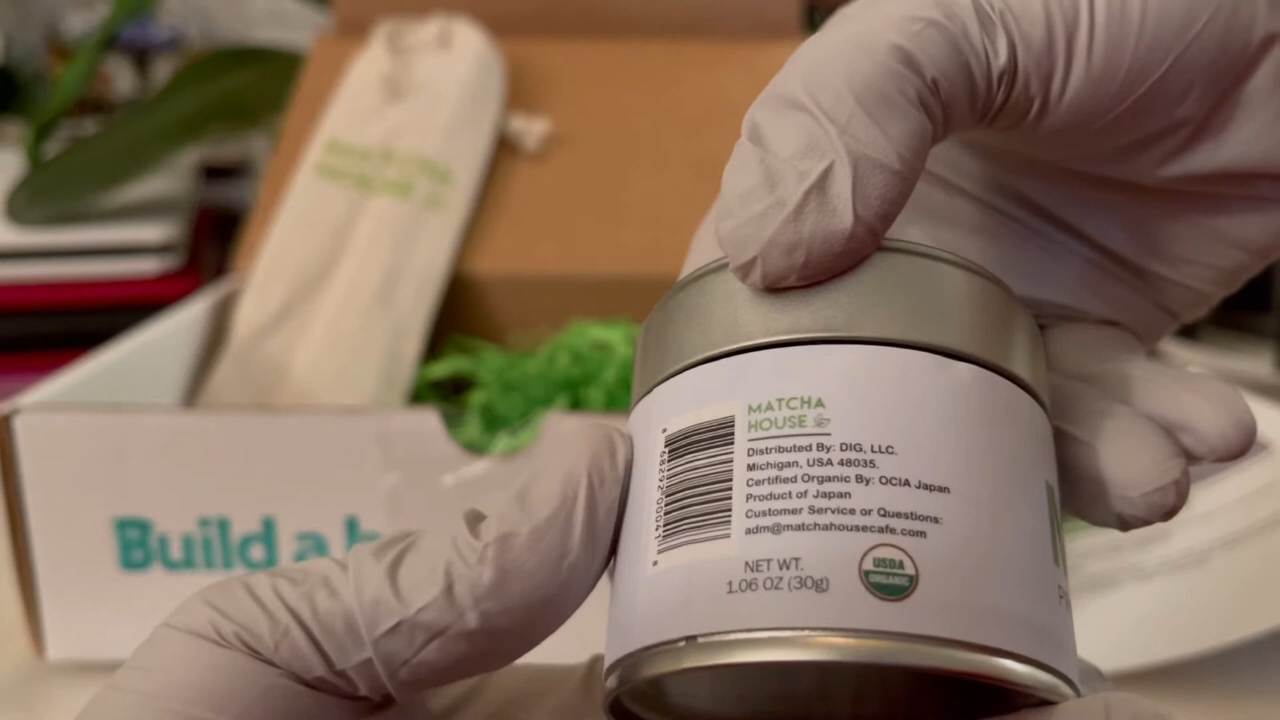 Build a
MATCHA
HOUSE
Distributed By: DIG, LLC.
Michigan, USA 48035.
Certified Organic By: OCIA Japan
Product of Japan
Customer Service or Questions:
adm@matchahousecafe.com
NET WT.
1.06 OZ (30g)
USDA
ORGANIC